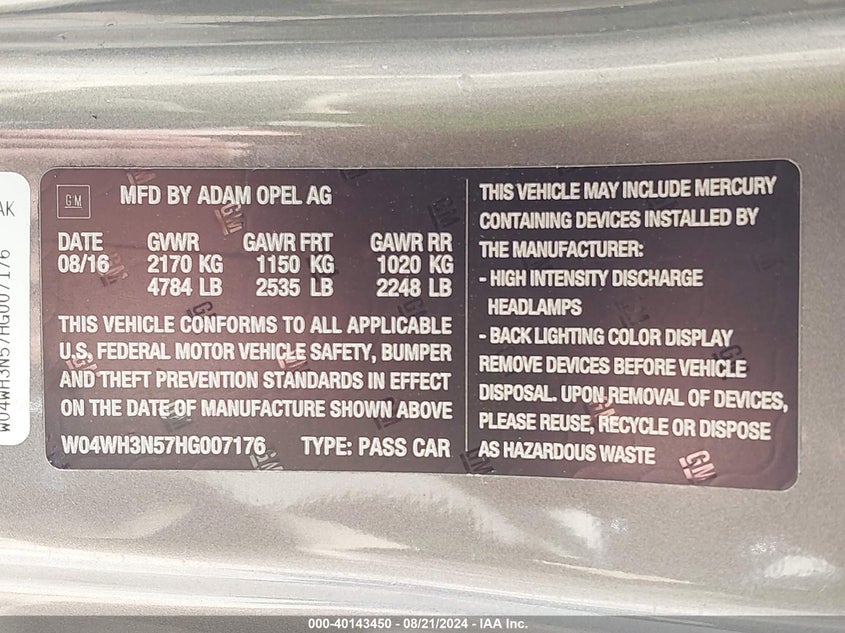 AK
W04WH3N57HG007176
GM
MFD BY ADAM OPEL AG
DATE GVWR GAWR FRT GAWR RR
08/16 2170 KG 1150 KG 1020 KG
4784 LB 2535 LB 2248 LB
THIS VEHICLE CONFORMS TO ALL APPLICABLE
U.S. FEDERAL MOTOR VEHICLE SAFETY, BUMPER
AND THEFT PREVENTION STANDARDS IN EFFECT
ON THE DATE OF MANUFACTURE SHOWN ABOVE
W04WH3N57HG007176 TYPE: PASS CAR
THIS VEHICLE MAY INCLUDE MERCURY
CONTAINING DEVICES INSTALLED BY
THE MANUFACTURER:
- HIGH INTENSITY DISCHARGE
HEADLAMPS
- BACK LIGHTING COLOR DISPLAY
REMOVE DEVICES BEFORE VEHICLE
DISPOSAL. UPON REMOVAL OF DEVICES,
PLEASE REUSE, RECYCLE OR DISPOSE
AS HAZARDOUS WASTE
000-40143450 - 08/21/2024 - IAA Inc.